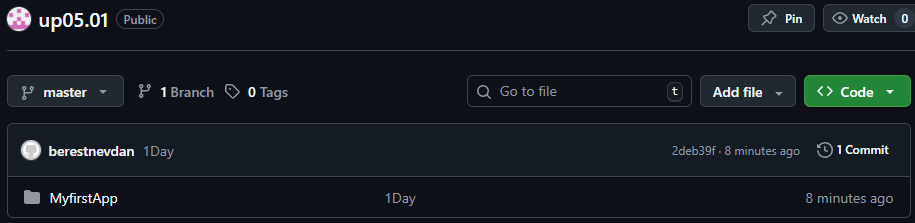 up05.01 Public Pin Watch 0
master 1 Branch 0 Tags Go to file t Add file Code
berestnevdan 1Day 2deb39f · 8 minutes ago 1 Commit
MyfirstApp 1Day 8 minutes ago